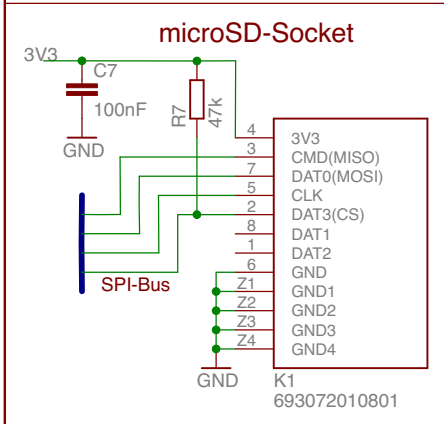 microSD-Socket
3V3
C7
100nF
GND
R7
47k
4 3V3
3 CMD(MISO)
7 DAT0(MOSI)
5 CLK
2 DAT3(CS)
8 DAT1
1 DAT2
6 GND
Z1 GND1
Z2 GND2
Z3 GND3
Z4 GND4
SPI-Bus
GND
K1
693072010801